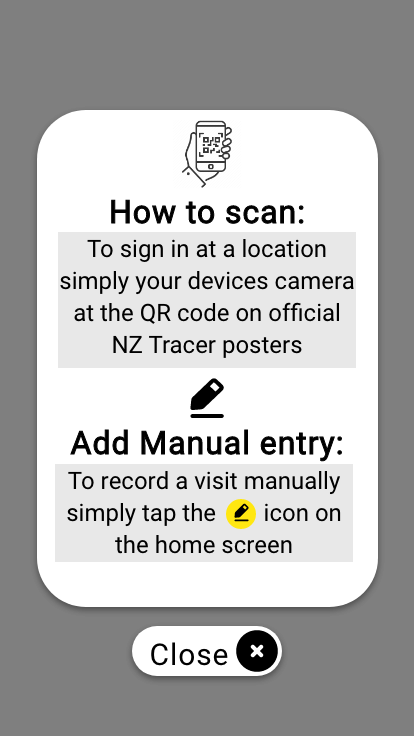 How to scan:
To sign in at a location
simply your devices camera
at the QR code on official
NZ Tracer posters
Add Manual entry:
To record a visit manually
simply tap the icon on
the home screen
Close